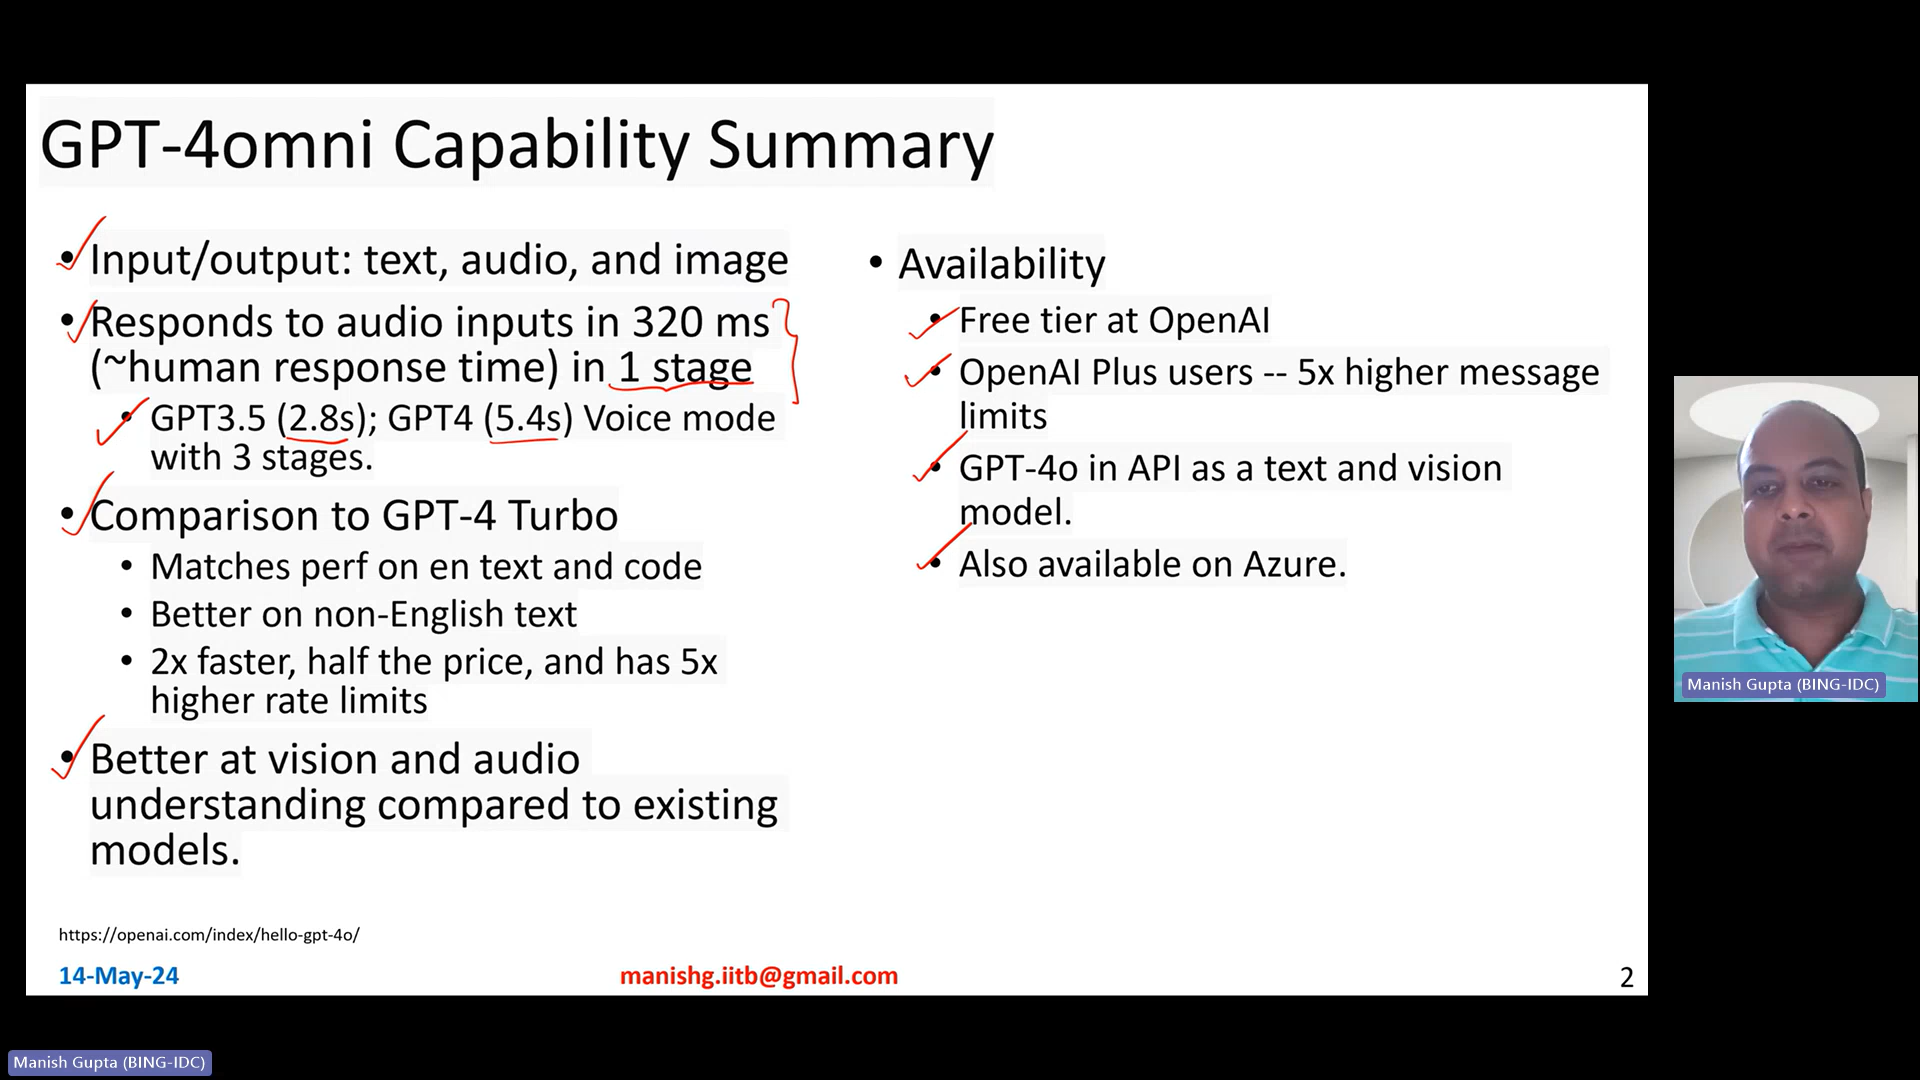 GPT-4omni Capability Summary
• Input/output: text, audio, and image
• Responds to audio inputs in 320 ms
(~human response time) in 1 stage
• GPT3.5 (2.8s); GPT4 (5.4s) Voice mode
with 3 stages.
• Comparison to GPT-4 Turbo
• Matches perf on en text and code
• Better on non-English text
• 2x faster, half the price, and has 5x
higher rate limits
• Better at vision and audio
understanding compared to existing
models.
• Availability
• Free tier at OpenAI
• OpenAI Plus users -- 5x higher message
limits
• GPT-4o in API as a text and vision
model.
• Also available on Azure.
https://openai.com/index/hello-gpt-4o/
14-May-24
manishg.iitb@gmail.com
2
Manish Gupta (BING-IDC)
Manish Gupta (BING-IDC)